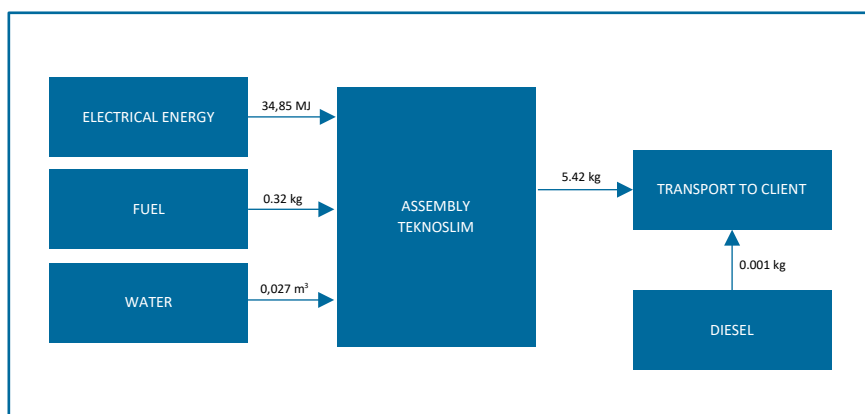 ELECTRICAL ENERGY
34,85 MJ
FUEL
0.32 kg
WATER
0,027 m³
ASSEMBLY
TEKNOSLIM
5.42 kg
TRANSPORT TO CLIENT
0.001 kg
DIESEL